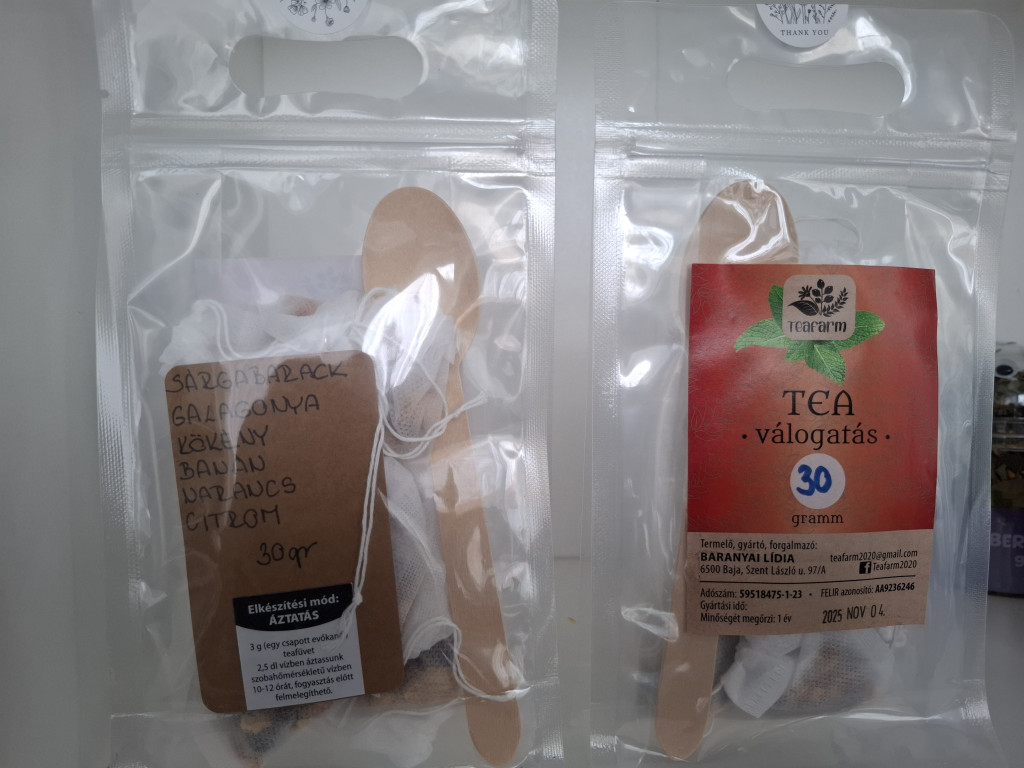 THANK YOU
SÁRGABARACK
GALAGONYA
KÖKÉNY
BANÁN
NARANCS
CITROM
30gr
Elkészítési mód:
ÁZTATÁS
3 g (egy csapott evőkanál)
teafüvet
2,5 dl vízben áztassunk
szobahőmérsékletű vízben
10-12 órát, fogyasztás előtt
felmelegíthető.
TEAFARM
TEA
• válogatás •
30
gramm
Termelő, gyártó, forgalmazó:
BARANYAI LÍDIA teafarm2020@gmail.com
6500 Baja, Szent László u. 97/A Teafarm2020
Adószám: 59518475-1-23 • FELIR azonosító: AA9236246
Gyártási idő:
Minőségét megőrzi: 1 év 2025 NOV 04.